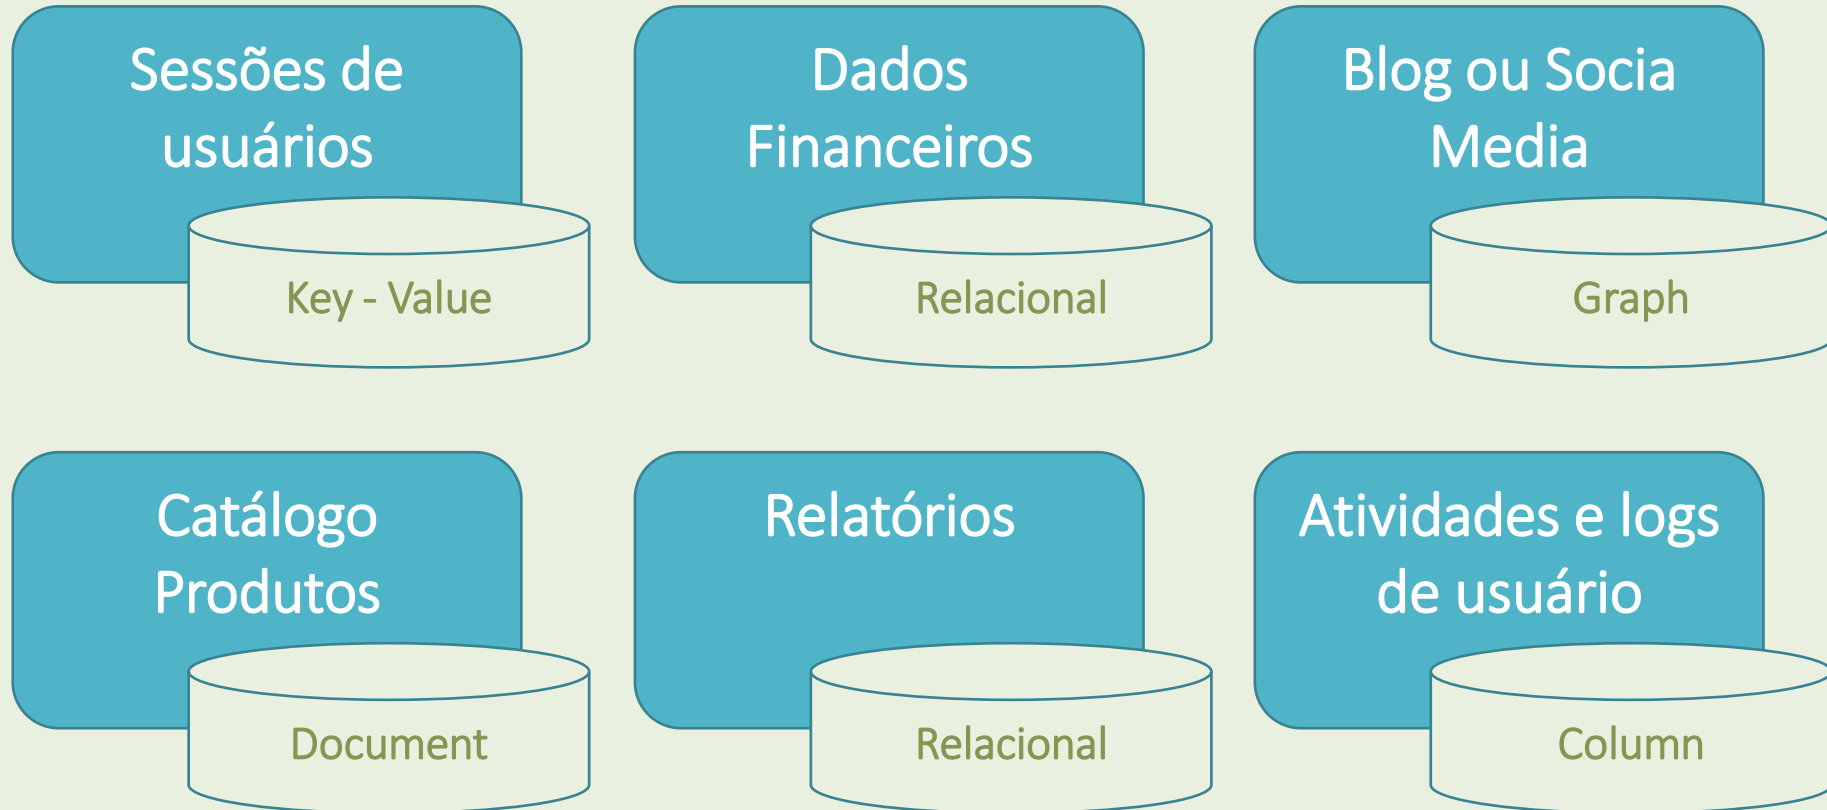 Sessões de
usuários
Key - Value
Dados
Financeiros
Relacional
Blog ou Socia
Media
Graph
Catálogo
Produtos
Document
Relatórios
Relacional
Atividades e logs
de usuário
Column